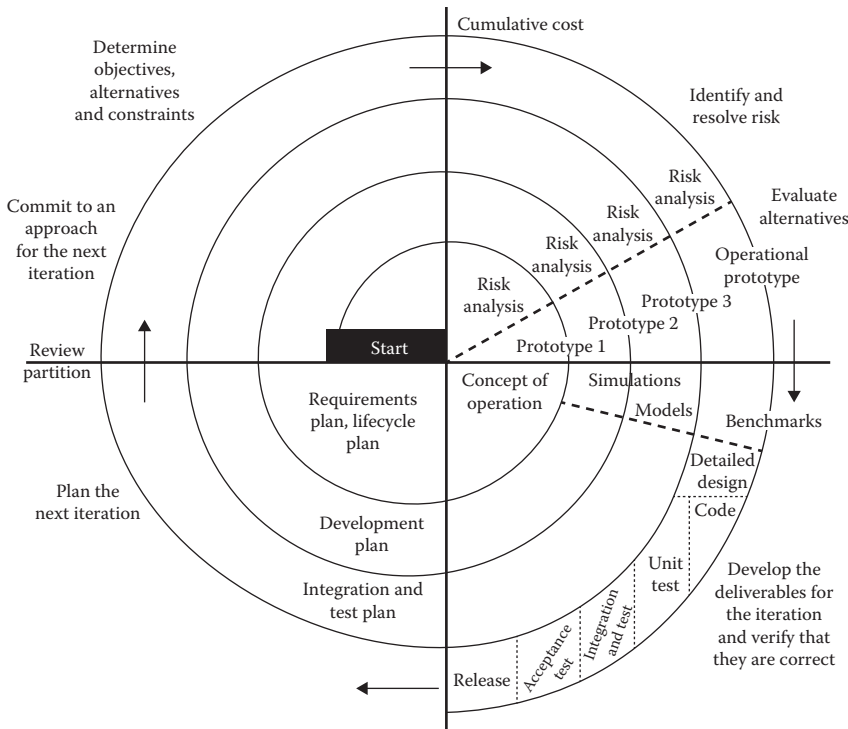 Cumulative cost
Determine
objectives,
alternatives
and constraints
Identify and
resolve risk
Risk
analysis
Evaluate
alternatives
Commit to an
approach
for the next
iteration
Risk
analysis
Operational
prototype
Risk
analysis
Risk
analysis
Prototype 3
Prototype 2
Prototype 1
Start
Review
partition
Concept of
operation
Simulations
Models
Benchmarks
Requirements
plan, lifecycle
plan
Detailed
design
Code
Plan the
next iteration
Development
plan
Unit
test
Develop the
deliverables for
the iteration
and verify that
they are correct
Integration and
test plan
Integration
and test
Acceptance
test
Release